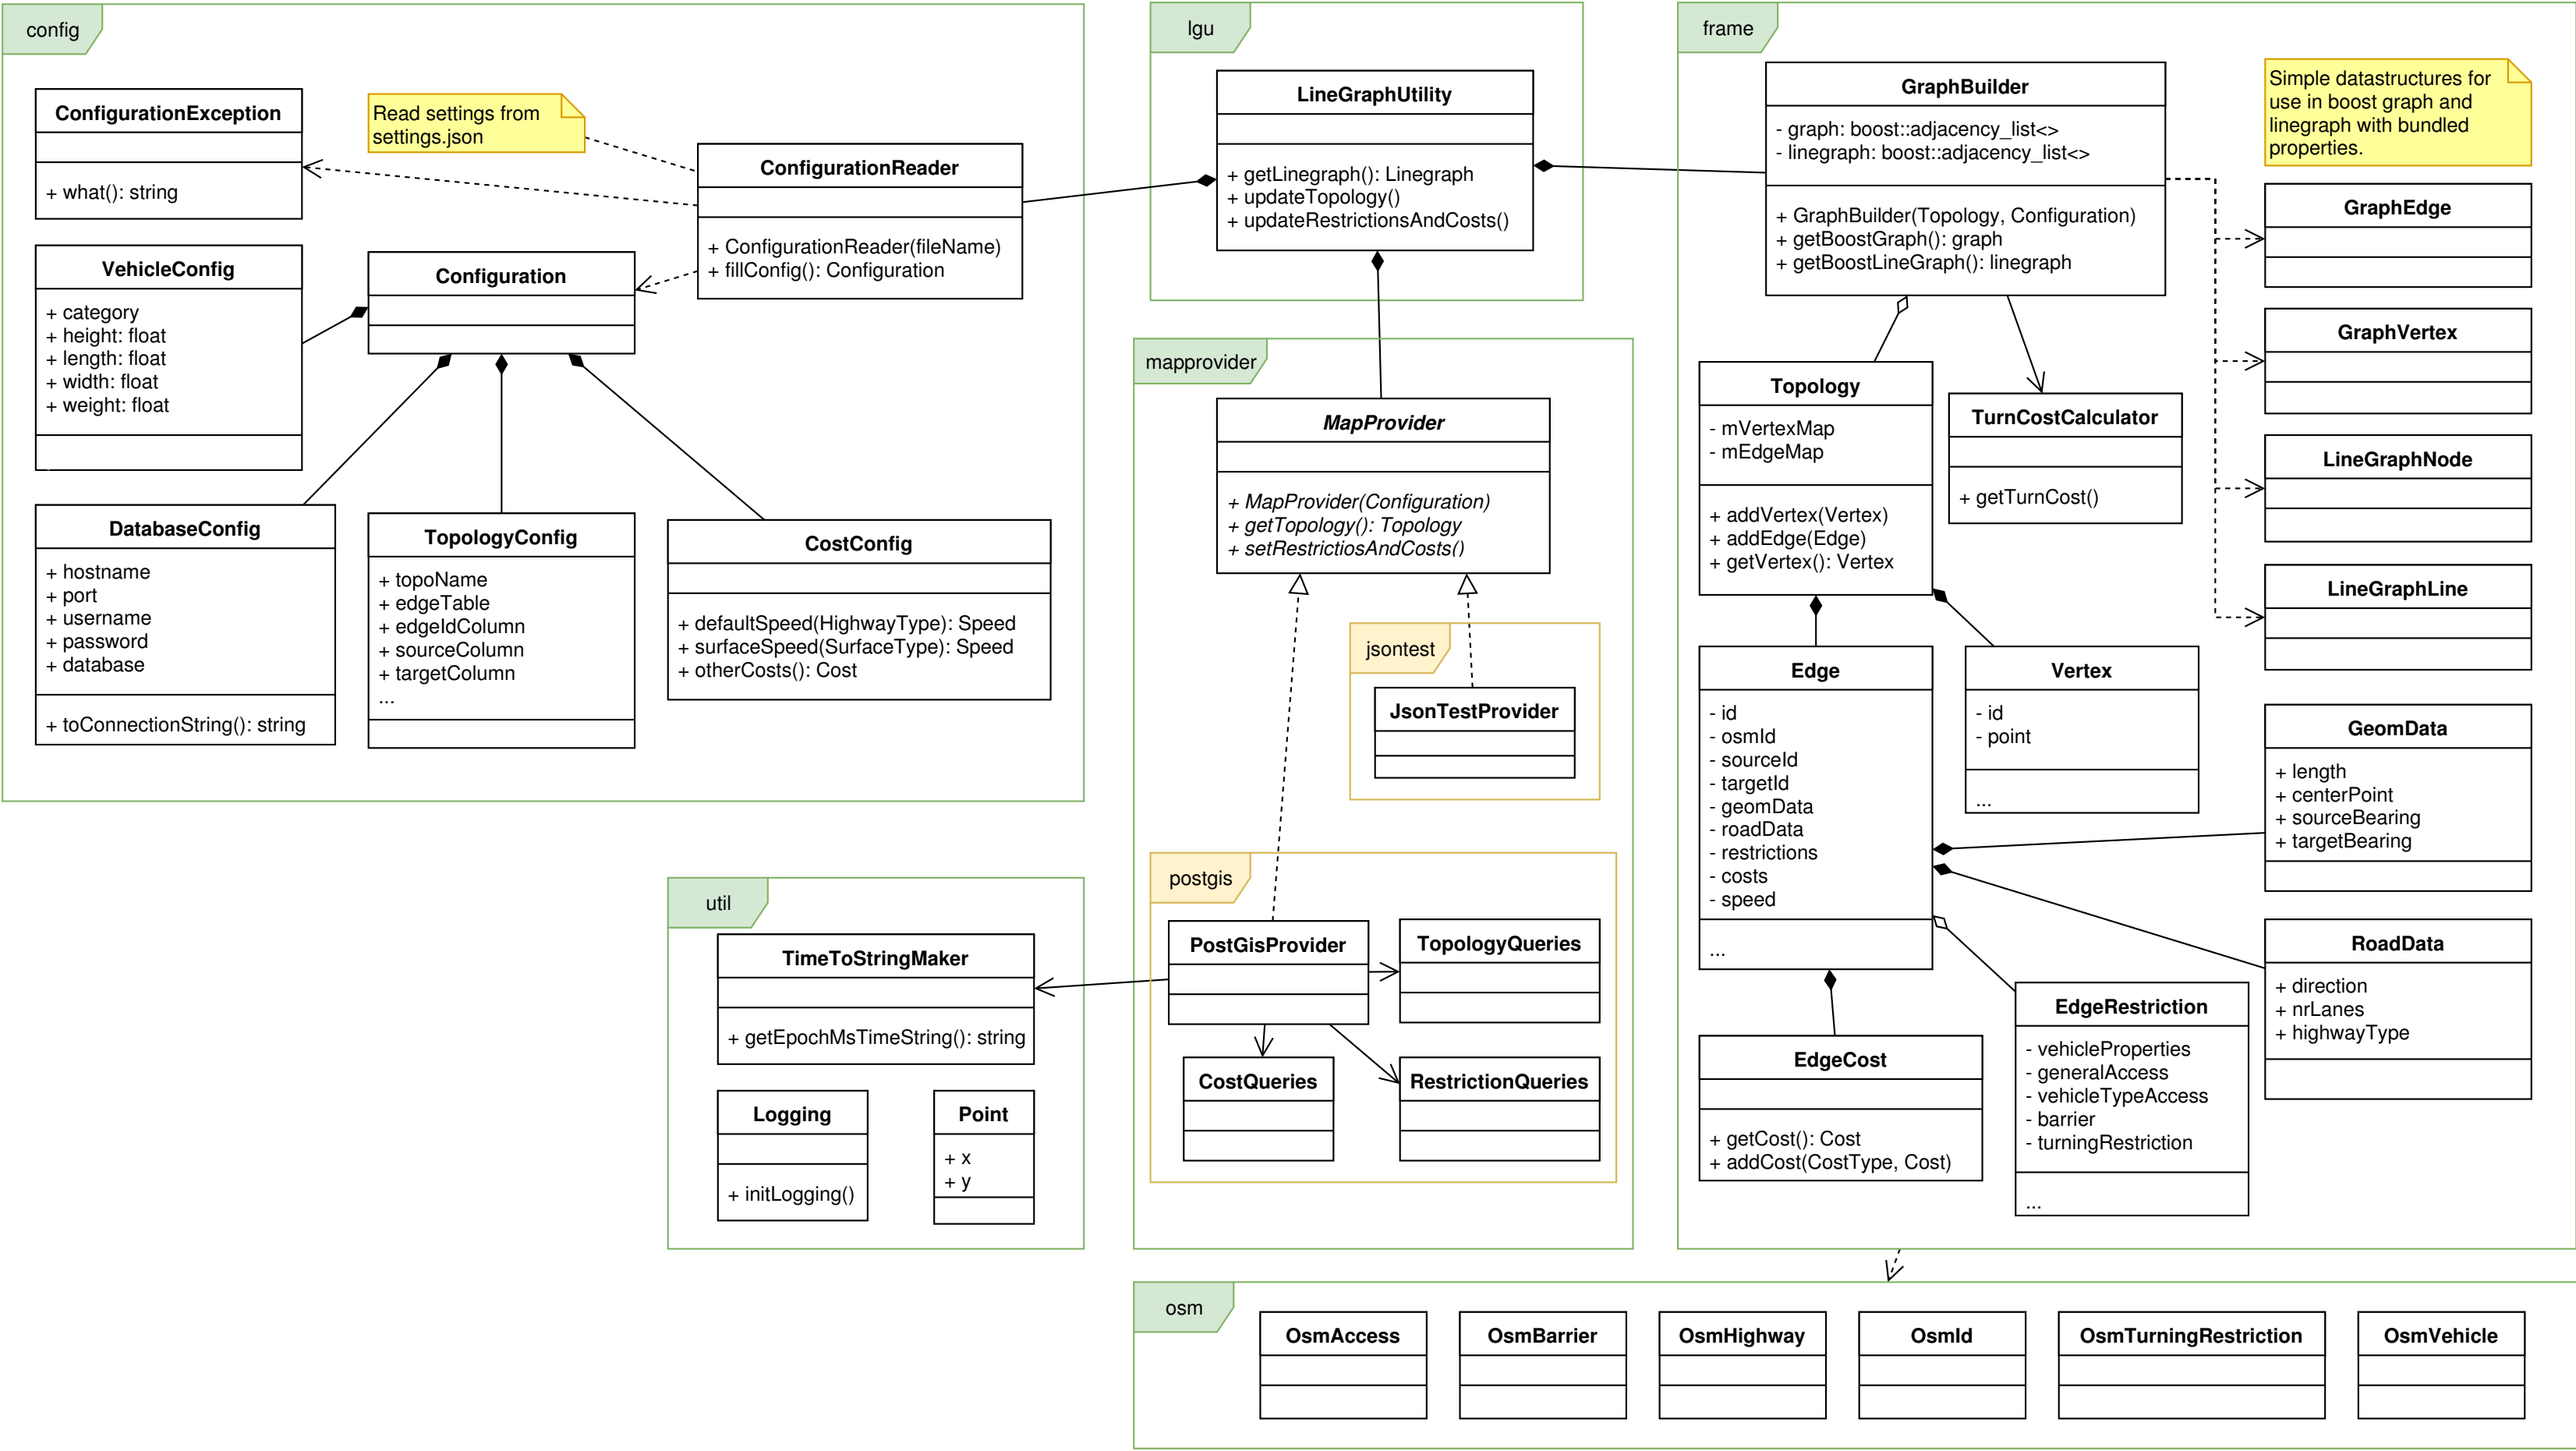 config
ConfigurationException
+ what(): string
Read settings from
settings.json
ConfigurationReader
+ ConfigurationReader(fileName)
+ fillConfig(): Configuration
VehicleConfig
+ category
+ height: float
+ length: float
+ width: float
+ weight: float
Configuration
DatabaseConfig
+ hostname
+ port
+ username
+ password
+ database
+ toConnectionString(): string
TopologyConfig
+ topoName
+ edgeTable
+ edgeIdColumn
+ sourceColumn
+ targetColumn
...
CostConfig
+ defaultSpeed(HighwayType): Speed
+ surfaceSpeed(SurfaceType): Speed
+ otherCosts(): Cost
lgu
LineGraphUtility
+ getLinegraph(): Linegraph
+ updateTopology()
+ updateRestrictionsAndCosts()
mapprovider
MapProvider
+ MapProvider(Configuration)
+ getTopology(): Topology
+ setRestrictiosAndCosts()
jsontest
JsonTestProvider
postgis
PostGisProvider
TopologyQueries
CostQueries
RestrictionQueries
util
TimeToStringMaker
+ getEpochMsTimeString(): string
Logging
+ initLogging()
Point
+ x
+ y
frame
GraphBuilder
- graph: boost::adjacency_list<>
- linegraph: boost::adjacency_list<>
+ GraphBuilder(Topology, Configuration)
+ getBoostGraph(): graph
+ getBoostLineGraph(): linegraph
Simple datastructures for
use in boost graph and
linegraph with bundled
properties.
GraphEdge
GraphVertex
LineGraphNode
LineGraphLine
Topology
- mVertexMap
- mEdgeMap
+ addVertex(Vertex)
+ addEdge(Edge)
+ getVertex(): Vertex
TurnCostCalculator
+ getTurnCost()
Edge
- id
- osmId
- sourceId
- targetId
- geomData
- roadData
- restrictions
- costs
- speed
...
Vertex
- id
- point
...
GeomData
+ length
+ centerPoint
+ sourceBearing
+ targetBearing
RoadData
+ direction
+ nrLanes
+ highwayType
EdgeCost
+ getCost(): Cost
+ addCost(CostType, Cost)
EdgeRestriction
- vehicleProperties
- generalAccess
- vehicleTypeAccess
- barrier
- turningRestriction
...
osm
OsmAccess
OsmBarrier
OsmHighway
OsmId
OsmTurningRestriction
OsmVehicle